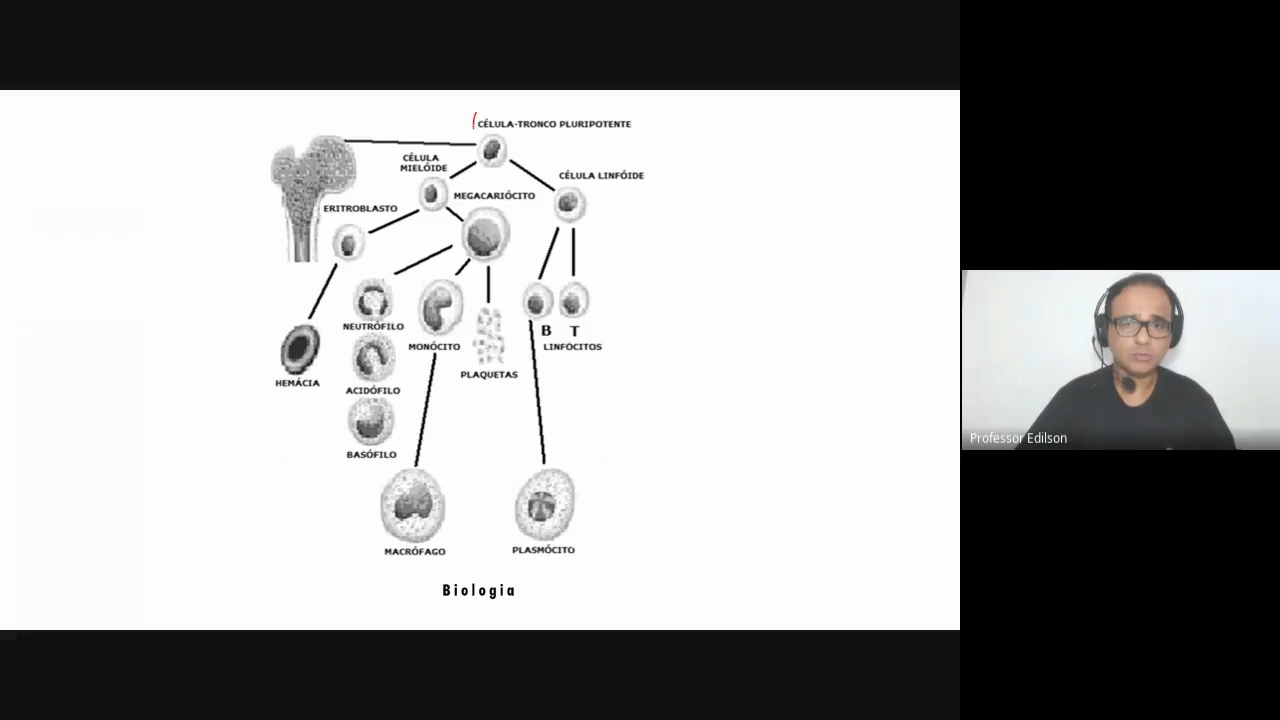 CÉLULA-TRONCO PLURIPOTENTE
CÉLULA
MIELÓIDE
CÉLULA LINFÓIDE
MEGACARIÓCITO
ERITROBLASTO
NEUTRÓFILO
B T
MONÓCITO
LINFÓCITOS
PLAQUETAS
HEMÁCIA
ACIDÓFILO
BASÓFILO
MACRÓFAGO
PLASMÓCITO
Biologia
Professor Edilson